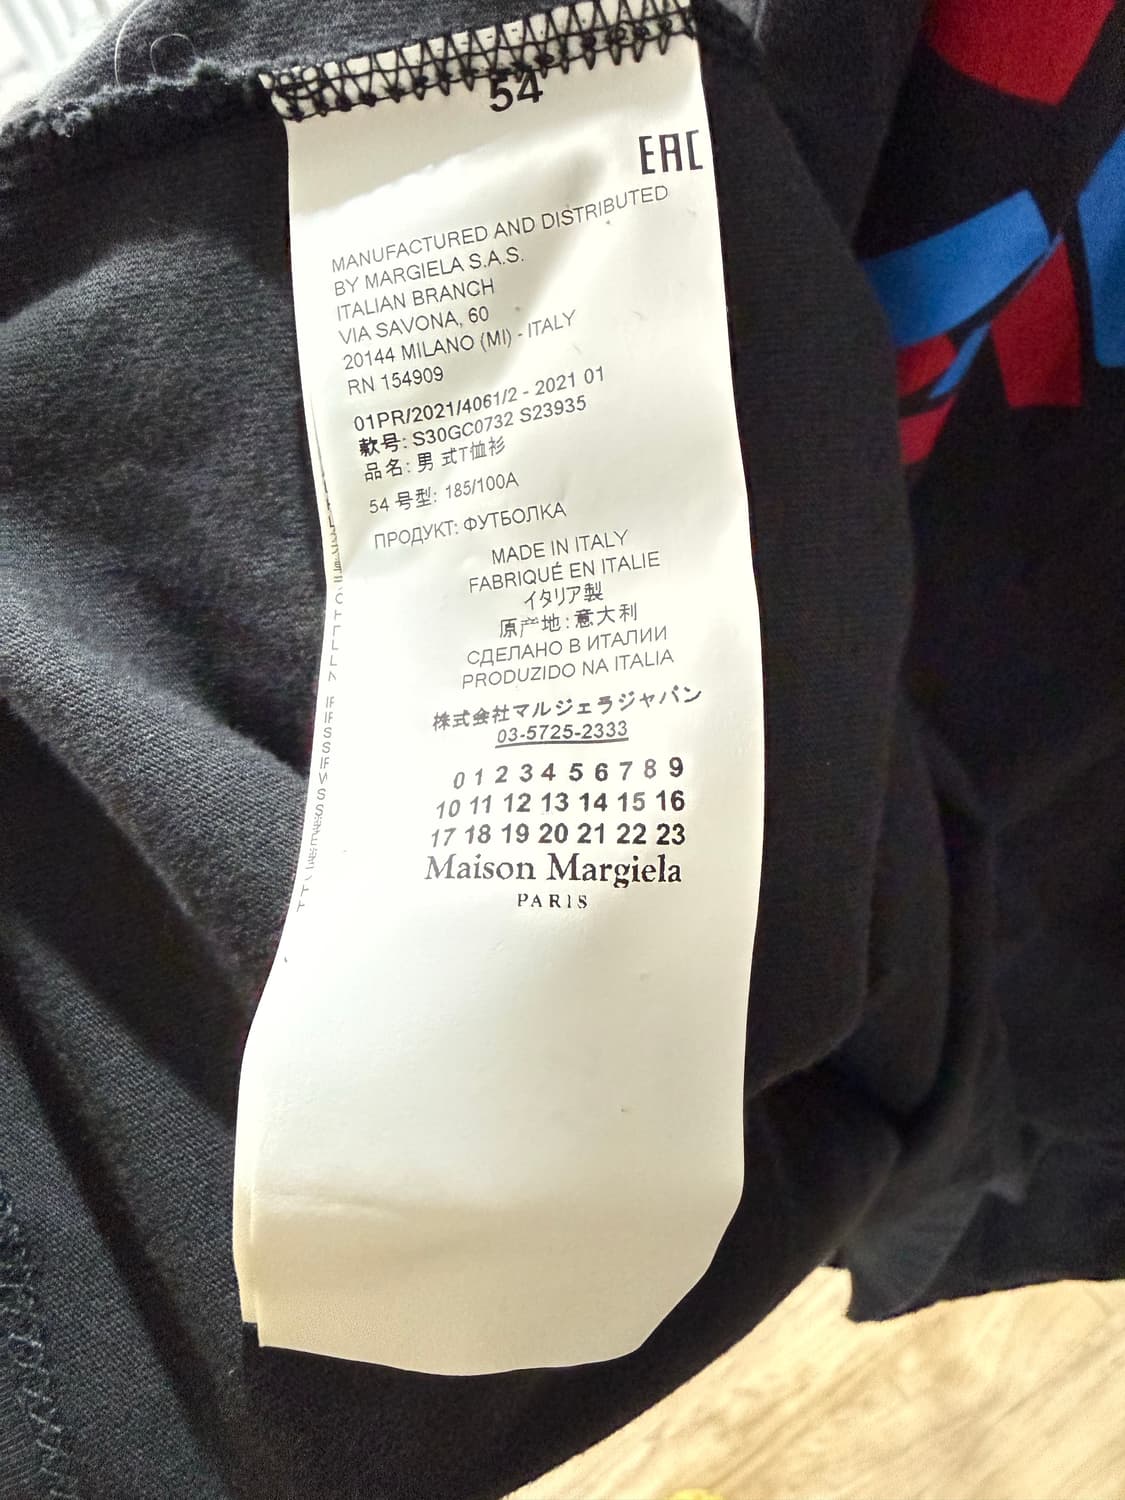 54
EAC
MANUFACTURED AND DISTRIBUTED
BY MARGIELA S.A.S.
ITALIAN BRANCH
VIA SAVONA, 60
20144 MILANO (MI) - ITALY
RN 154909
01PR/2021/4061/2 - 2021 01
款号: S30GC0732 S23935
品名: 男式T恤衫
54 号型: 185/100A
ПРОДУКТ: ФУТБОЛКА
MADE IN ITALY
FABRIQUÉ EN ITALIE
イタリア製
原产地: 意大利
СДЕЛАНО В ИТАЛИИ
PRODUZIDO NA ITALIA
株式会社マルジェラジャパン
03-5725-2333
0 1 2 3 4 5 6 7 8 9
10 11 12 13 14 15 16
17 18 19 20 21 22 23
Maison Margiela
PARIS